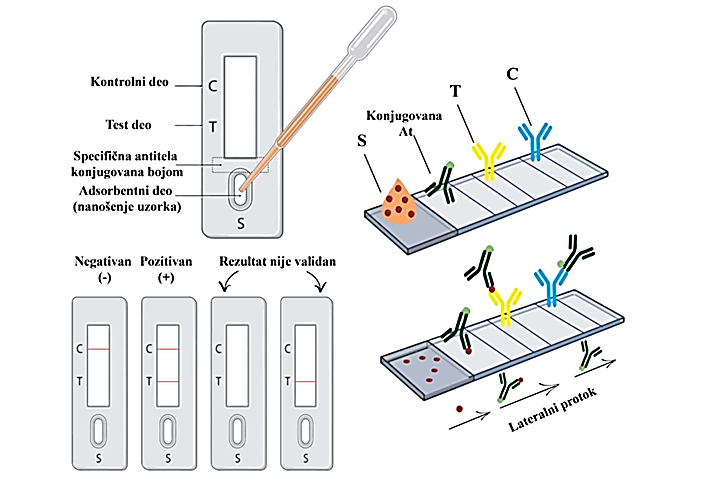 Kontrolni deo
C
Test deo
T
Specifična antitela
konjugovana bojom
Adsorbentni deo
(nanošenje uzorka)
S
S
Konjugovana
At
T
C
Negativan
(-)
Pozitivan
(+)
Rezultat nije validan
C
T
S
C
T
S
C
T
S
C
T
S
Lateralni protok